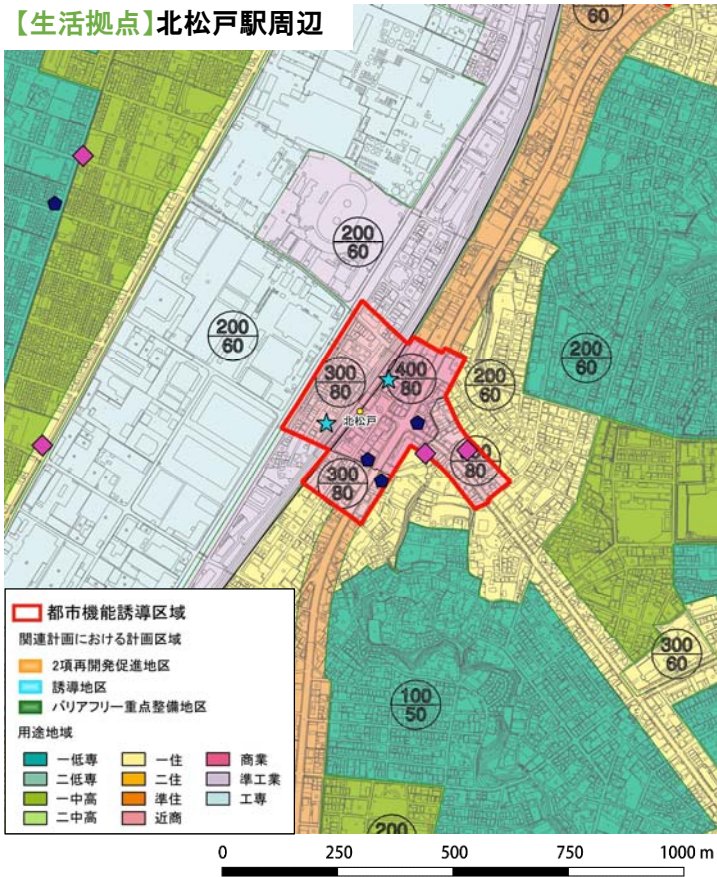 【生活拠点】北松戸駅周辺
60
200
60
200
60
300
80
400
80
200
60
200
60
北松戸
300
80
80
300
60
100
50
200
都市機能誘導区域
関連計画における計画区域
2項再開発促進地区
誘導地区
バリアフリー重点整備地区
用途地域
一低専 一住 商業
二低専 二住 準工業
一中高 準住 工専
二中高 近商
0 250 500 750 1000 m